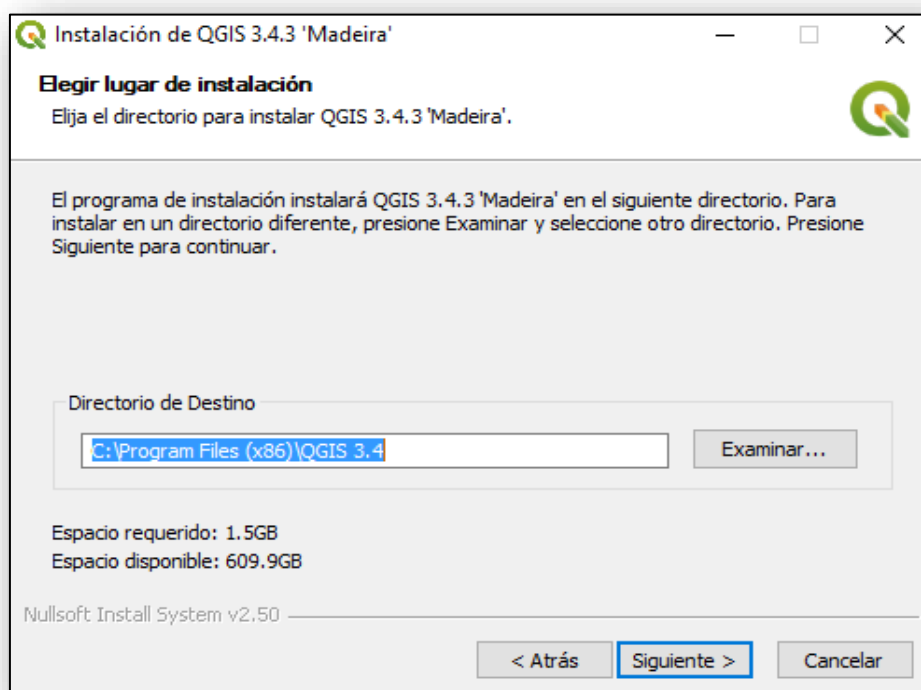 Instalación de QGIS 3.4.3 'Madeira'
Elegir lugar de instalación
Elija el directorio para instalar QGIS 3.4.3 'Madeira'.
El programa de instalación instalará QGIS 3.4.3 'Madeira' en el siguiente directorio. Para
instalar en un directorio diferente, presione Examinar y seleccione otro directorio. Presione
Siguiente para continuar.
Directorio de Destino
C:\Program Files (x86)\QGIS 3.4
Examinar...
Espacio requerido: 1.5GB
Espacio disponible: 609.9GB
Nullsoft Install System v2.50
< Atrás
Siguiente >
Cancelar